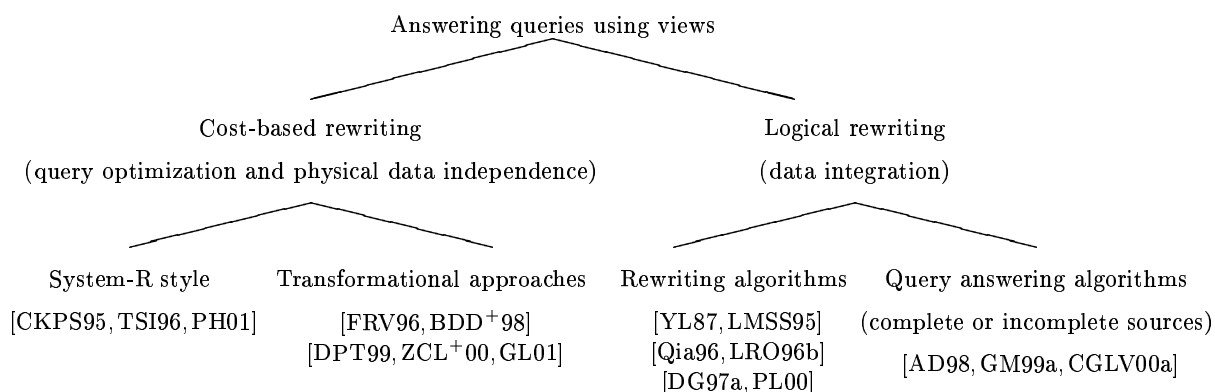 Answering queries using views
Cost-based rewriting
(query optimization and physical data independence)
Logical rewriting
(data integration)
System-R style
[CKPS95, TSI96, PH01]
Transformational approaches
[FRV96, BDD+98]
[DPT99, ZCL+00, GL01]
Rewriting algorithms
[YL87, LMSS95]
[Qia96, LRO96b]
[DG97a, PL00]
Query answering algorithms
(complete or incomplete sources)
[AD98, GM99a, CGLV00a]